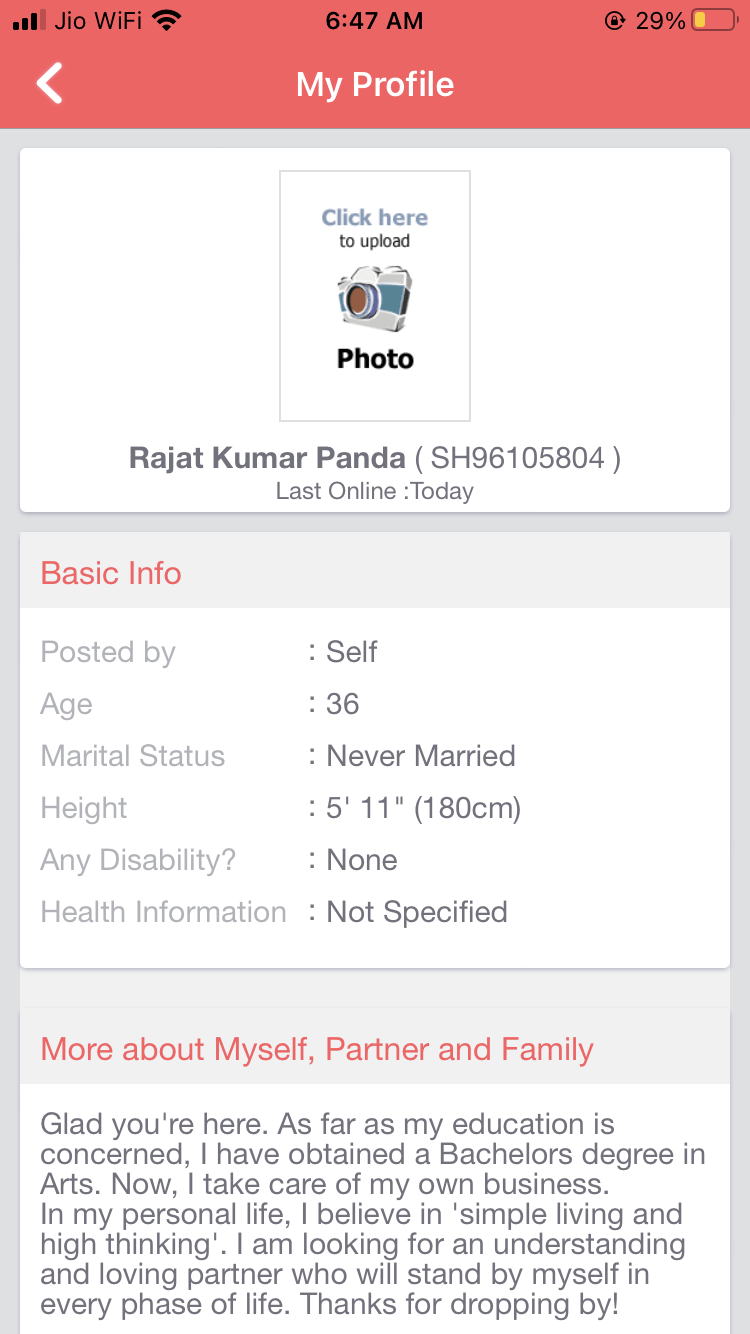 Jio WiFi 6:47 AM 29%
My Profile
Click here
to upload
Photo
Rajat Kumar Panda ( SH96105804 )
Last Online :Today
Basic Info
Posted by : Self
Age : 36
Marital Status : Never Married
Height : 5' 11" (180cm)
Any Disability? : None
Health Information : Not Specified
More about Myself, Partner and Family
Glad you're here. As far as my education is
concerned, I have obtained a Bachelors degree in
Arts. Now, I take care of my own business.
In my personal life, I believe in 'simple living and
high thinking'. I am looking for an understanding
and loving partner who will stand by myself in
every phase of life. Thanks for dropping by!